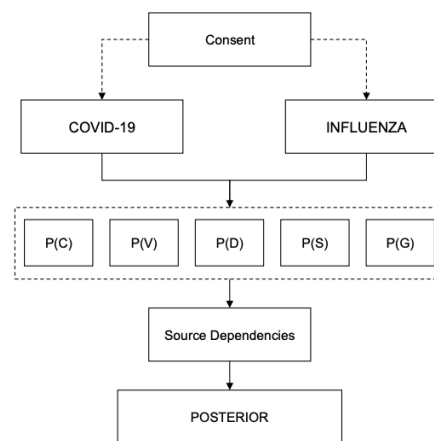 Consent
COVID-19 INFLUENZA
P(C) P(V) P(D) P(S) P(G)
Source Dependencies
POSTERIOR